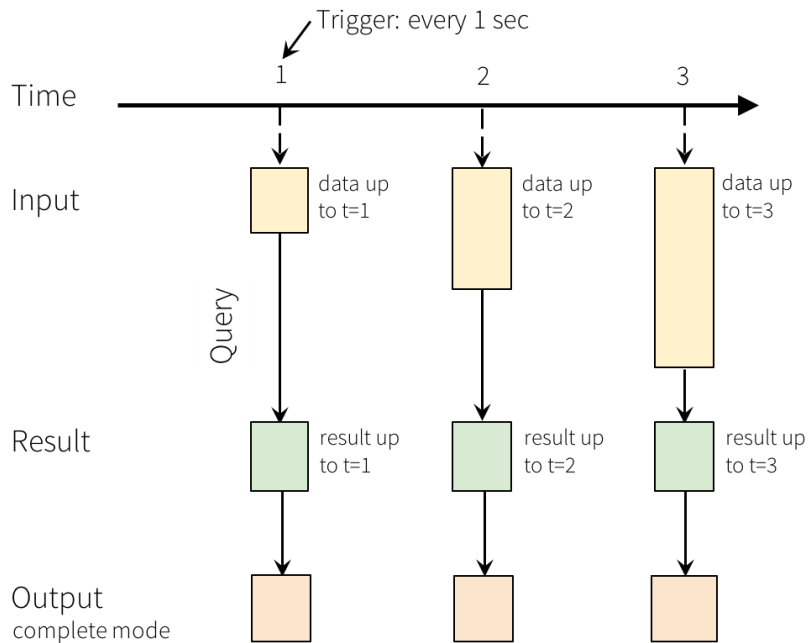 Trigger: every 1 sec
1
2
3
Time
Input
data up
to t=1
data up
to t=2
data up
to t=3
Query
Result
result up
to t=1
result up
to t=2
result up
to t=3
Output
complete mode